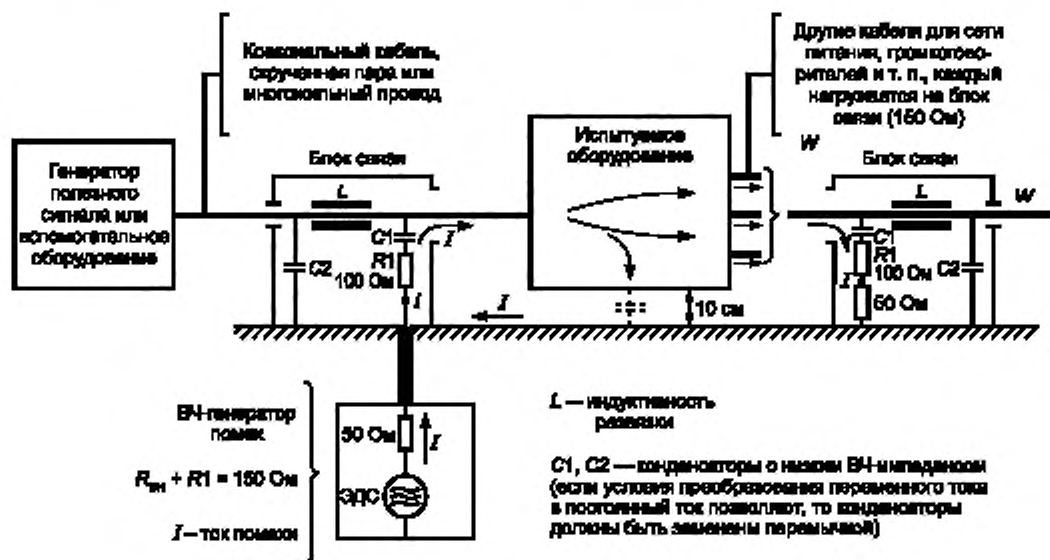 Коаксиальный кабель,
скрученная пара или
многожильный провод
Другие кабели для сети
питания, громкогово-
рителей и т. п., каждый
нагружается на блок
связи (150 Ом)
Генератор
полезного
сигнала или
вспомогательное
оборудование
Блок связи
L
C1
R1
100 Ом
C2
I
I
Испытуемое
оборудование
10 см
I
W
Блок связи
L
W
C1
R1
100 Ом
I
50 Ом
C2
ВЧ-генератор
помех
Rвн + R1 = 150 Ом
I — ток помехи
50 Ом
I
ЭДС
L — индуктивность
развязки
C1, C2 — конденсаторы с низким ВЧ-импедансом
(если условия преобразования переменного тока
в постоянный ток позволяют, то конденсаторы
должны быть заменены перемычкой)